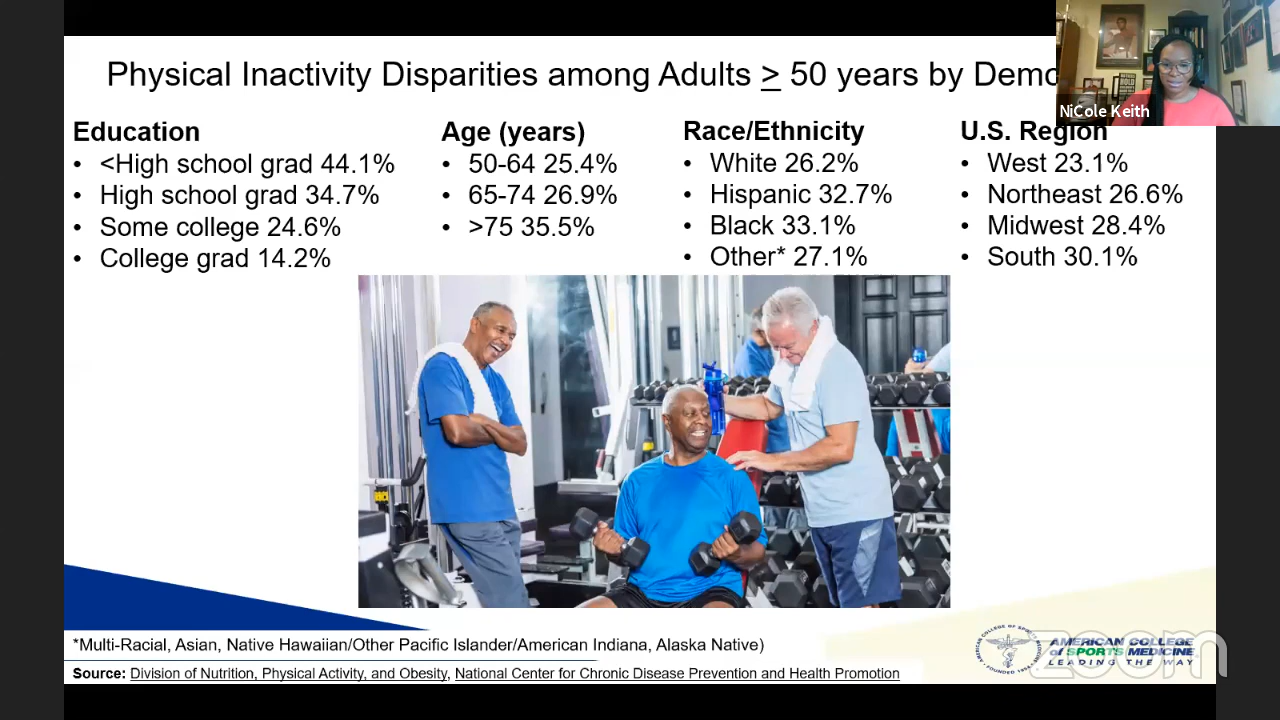 Physical Inactivity Disparities among Adults > 50 years by Demo
NiCole Keith
Education
• <High school grad 44.1%
• High school grad 34.7%
• Some college 24.6%
• College grad 14.2%
Age (years)
• 50-64 25.4%
• 65-74 26.9%
• >75 35.5%
Race/Ethnicity
• White 26.2%
• Hispanic 32.7%
• Black 33.1%
• Other* 27.1%
U.S. Region
• West 23.1%
• Northeast 26.6%
• Midwest 28.4%
• South 30.1%
*Multi-Racial, Asian, Native Hawaiian/Other Pacific Islander/American Indiana, Alaska Native)
Source: Division of Nutrition, Physical Activity, and Obesity, National Center for Chronic Disease Prevention and Health Promotion
AMERICAN COLLEGE
of SPORTS MEDICINE
LEADING THE WAY
zoom